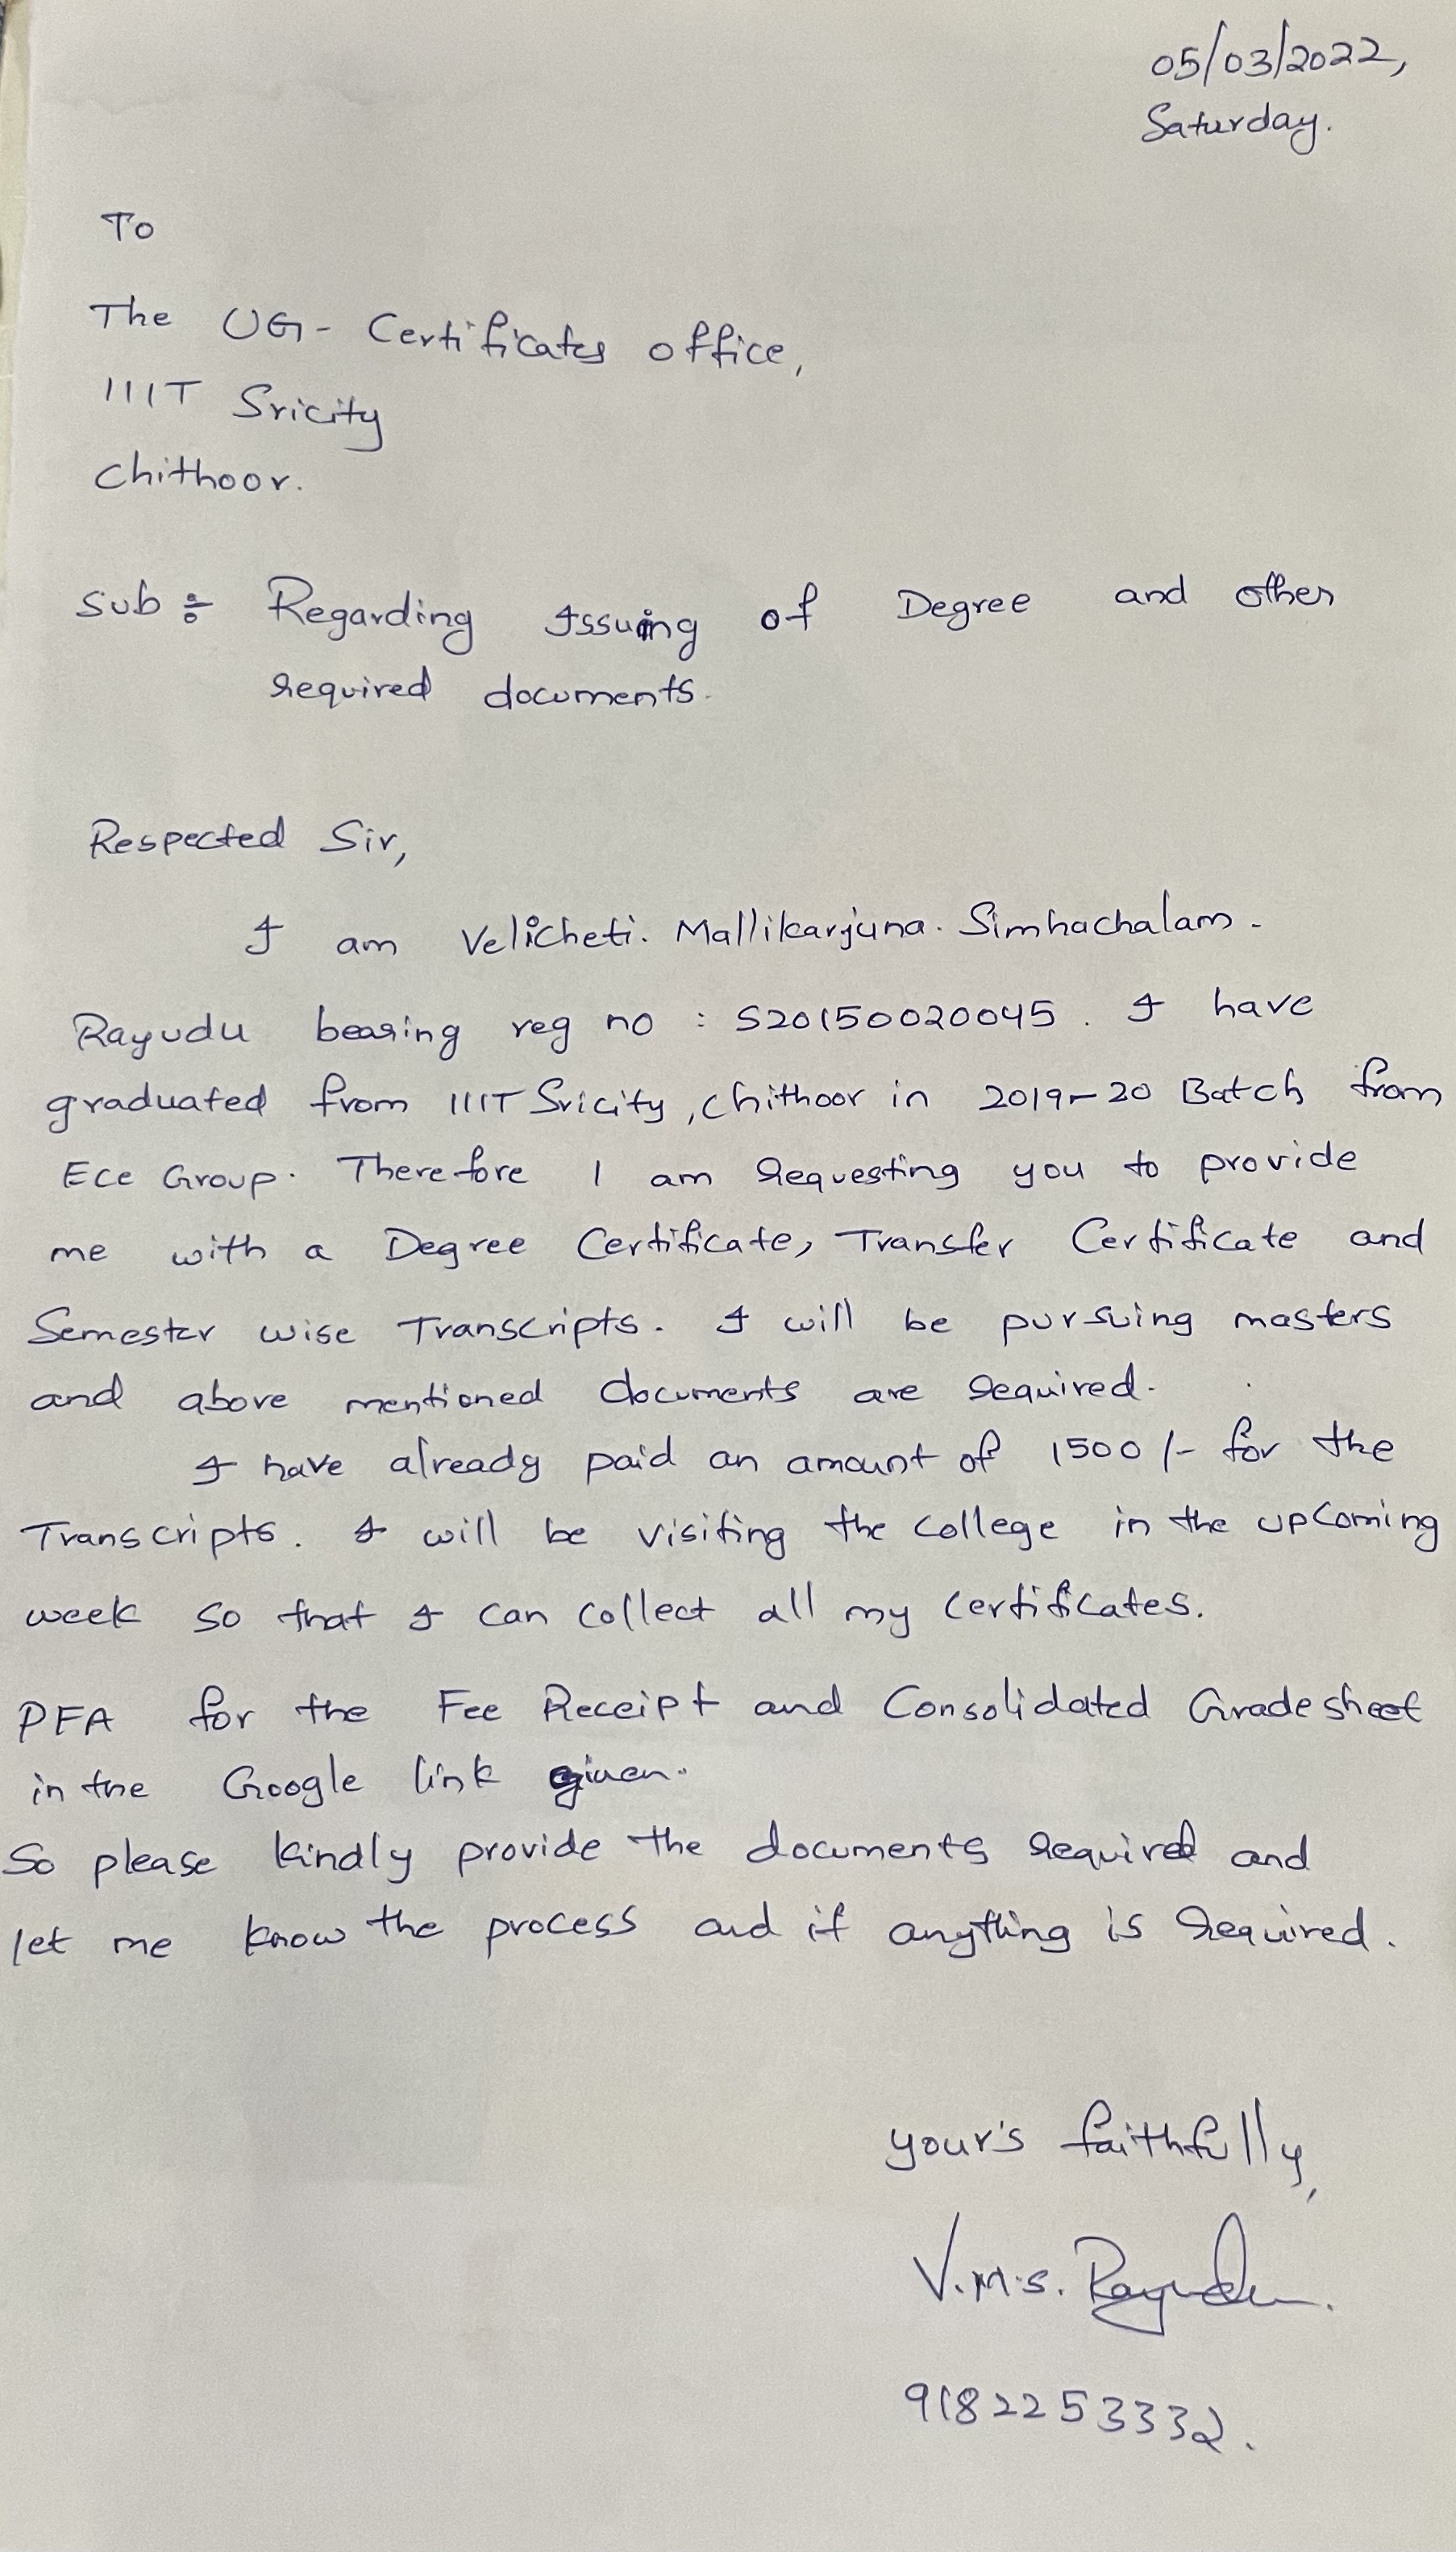 05/03/2022,
Saturday.
To
The UG- Certificates office,
IIIT Sricity
Chithoor.
Sub :- Regarding Issuing of Degree and other
required documents.
Respected Sir,
I am Velicheti. Mallikarjuna. Simhachalam -
Rayudu bearing reg no : S20150020045. I have
graduated from IIIT Sricity, chithoor in 2019-20 Batch from
Ece Group. Therefore I am requesting you to provide
me with a Degree Certificate, Transfer Certificate and
Semester wise Transcripts. I will be pursuing masters
and above mentioned documents are required.
I have already paid an amount of 1500/- for the
Transcripts. I will be visiting the college in the upcoming
week so that I can collect all my certificates.
PFA for the Fee Receipt and Consolidated Grade sheet
in the Google link given.
So please kindly provide the documents required and
let me know the process and if anything is required.
your's faithfully,
V.M.S. Rayudu.
9182253332.